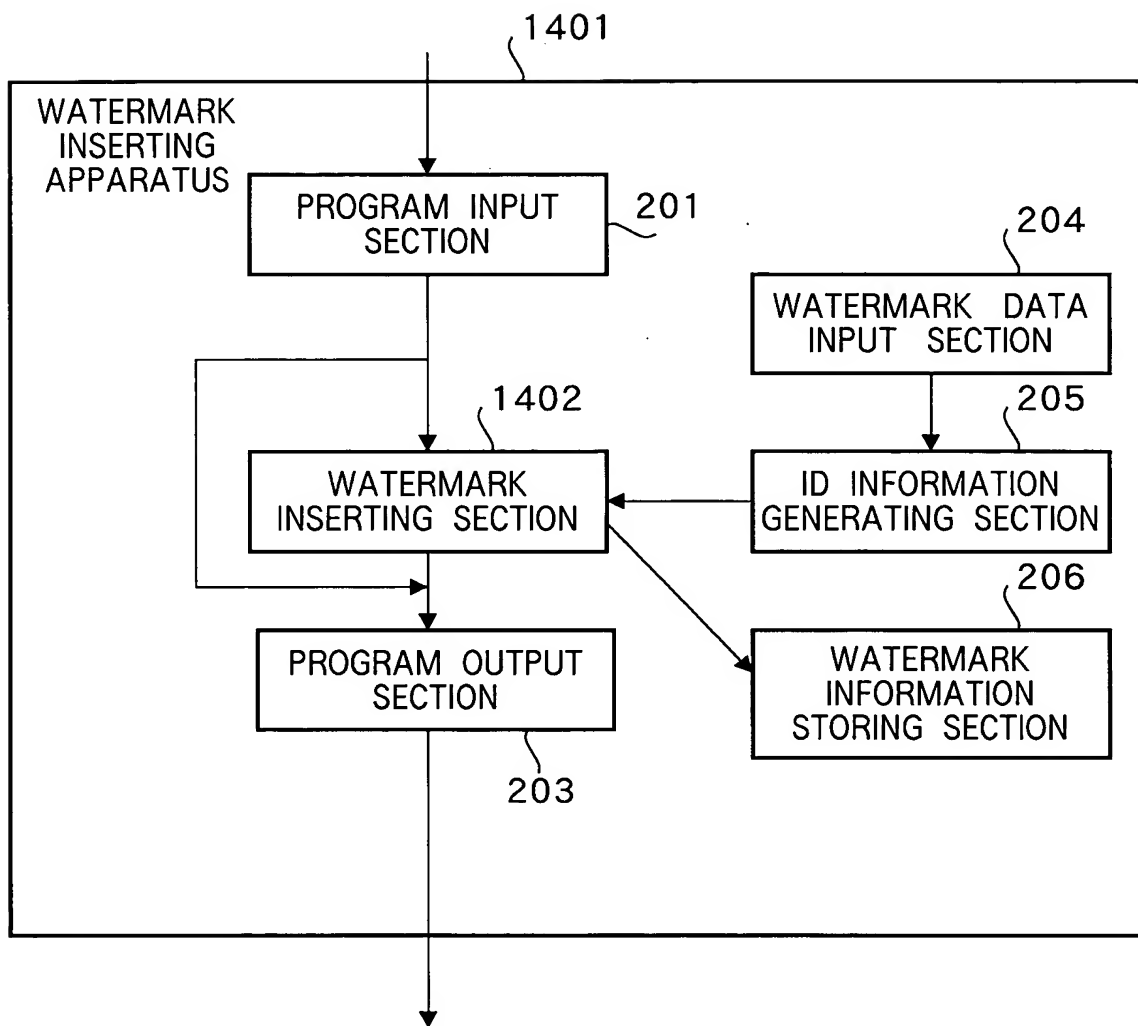 1401
WATERMARK
INSERTING
APPARATUS
PROGRAM INPUT
SECTION
201
204
WATERMARK DATA
INPUT SECTION
1402
205
WATERMARK
INSERTING SECTION
ID INFORMATION
GENERATING SECTION
206
PROGRAM OUTPUT
SECTION
WATERMARK
INFORMATION
STORING SECTION
203